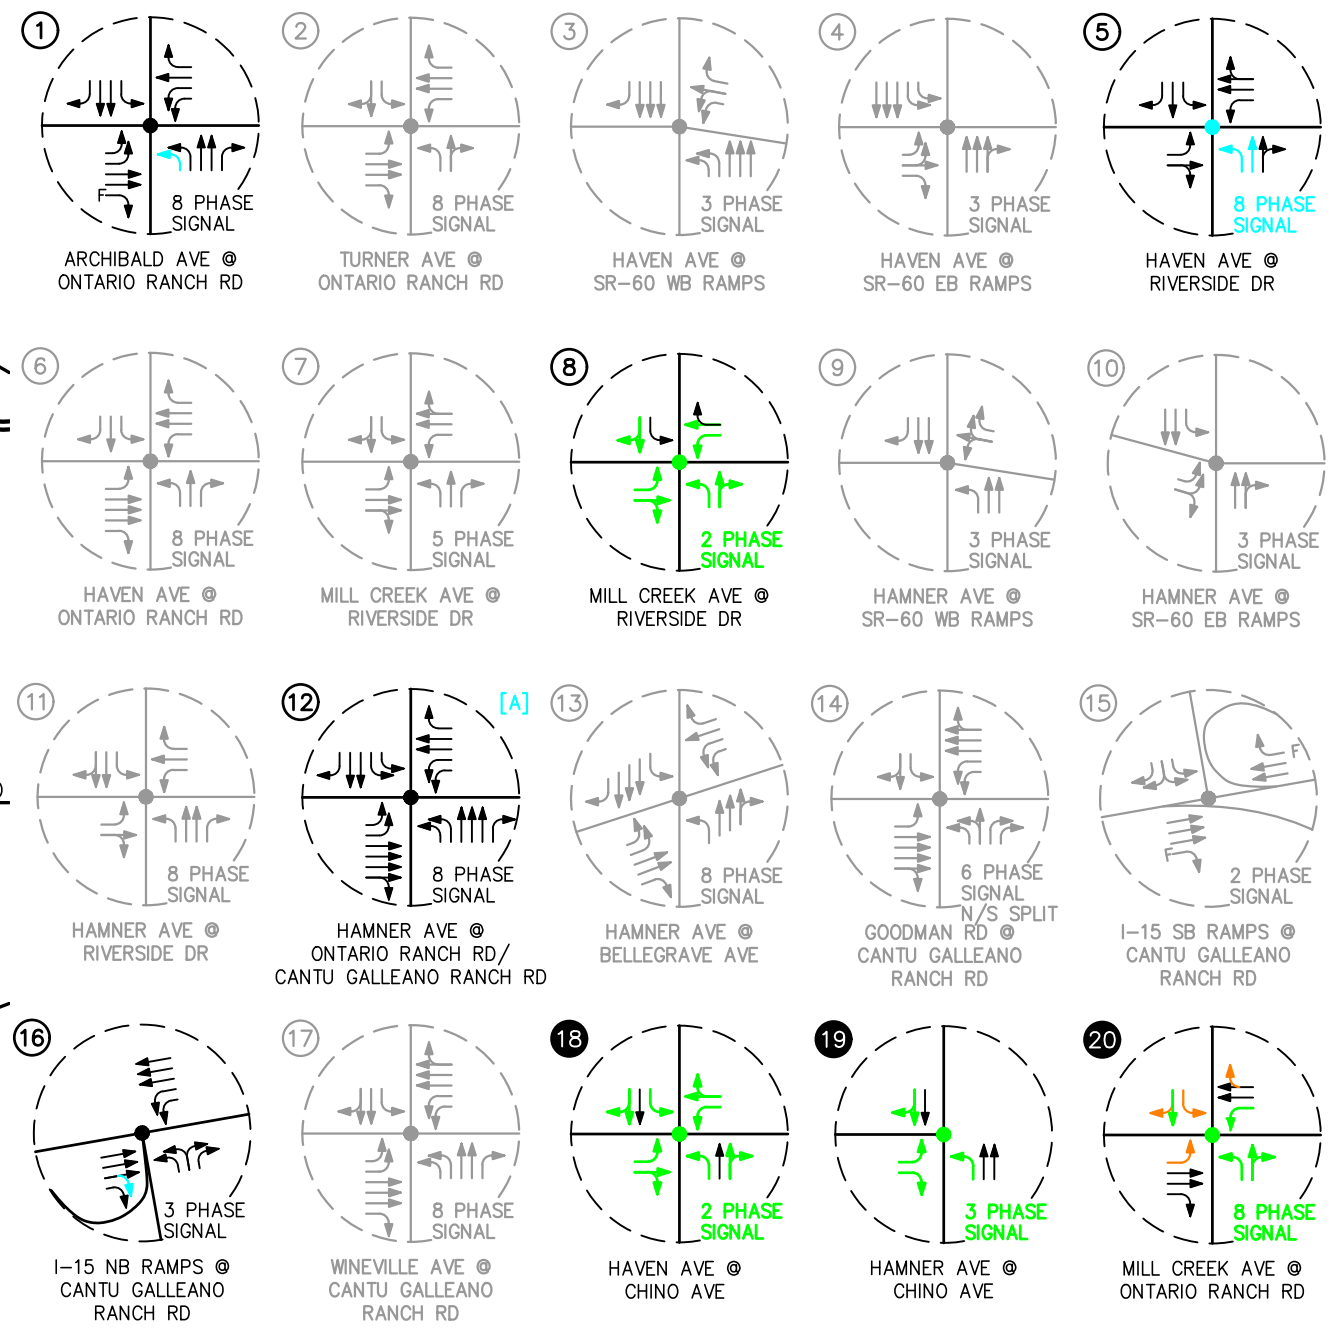 1
8 PHASE
SIGNAL
ARCHIBALD AVE @
ONTARIO RANCH RD
F
2
8 PHASE
SIGNAL
TURNER AVE @
ONTARIO RANCH RD
3
3 PHASE
SIGNAL
HAVEN AVE @
SR-60 WB RAMPS
4
3 PHASE
SIGNAL
HAVEN AVE @
SR-60 EB RAMPS
5
8 PHASE
SIGNAL
HAVEN AVE @
RIVERSIDE DR
6
8 PHASE
SIGNAL
HAVEN AVE @
ONTARIO RANCH RD
7
5 PHASE
SIGNAL
MILL CREEK AVE @
RIVERSIDE DR
8
2 PHASE
SIGNAL
MILL CREEK AVE @
RIVERSIDE DR
9
3 PHASE
SIGNAL
HAMNER AVE @
SR-60 WB RAMPS
10
3 PHASE
SIGNAL
HAMNER AVE @
SR-60 EB RAMPS
11
8 PHASE
SIGNAL
HAMNER AVE @
RIVERSIDE DR
12
[A]
8 PHASE
SIGNAL
HAMNER AVE @
ONTARIO RANCH RD/
CANTU GALLEANO RANCH RD
13
8 PHASE
SIGNAL
HAMNER AVE @
BELLEGRAVE AVE
14
6 PHASE
SIGNAL
N/S SPLIT
GOODMAN RD @
CANTU GALLEANO
RANCH RD
15
F
F
2 PHASE
SIGNAL
I-15 SB RAMPS @
CANTU GALLEANO
RANCH RD
16
3 PHASE
SIGNAL
I-15 NB RAMPS @
CANTU GALLEANO
RANCH RD
17
8 PHASE
SIGNAL
WINEVILLE AVE @
CANTU GALLEANO
RANCH RD
18
2 PHASE
SIGNAL
HAVEN AVE @
CHINO AVE
19
3 PHASE
SIGNAL
HAMNER AVE @
CHINO AVE
20
8 PHASE
SIGNAL
MILL CREEK AVE @
ONTARIO RANCH RD